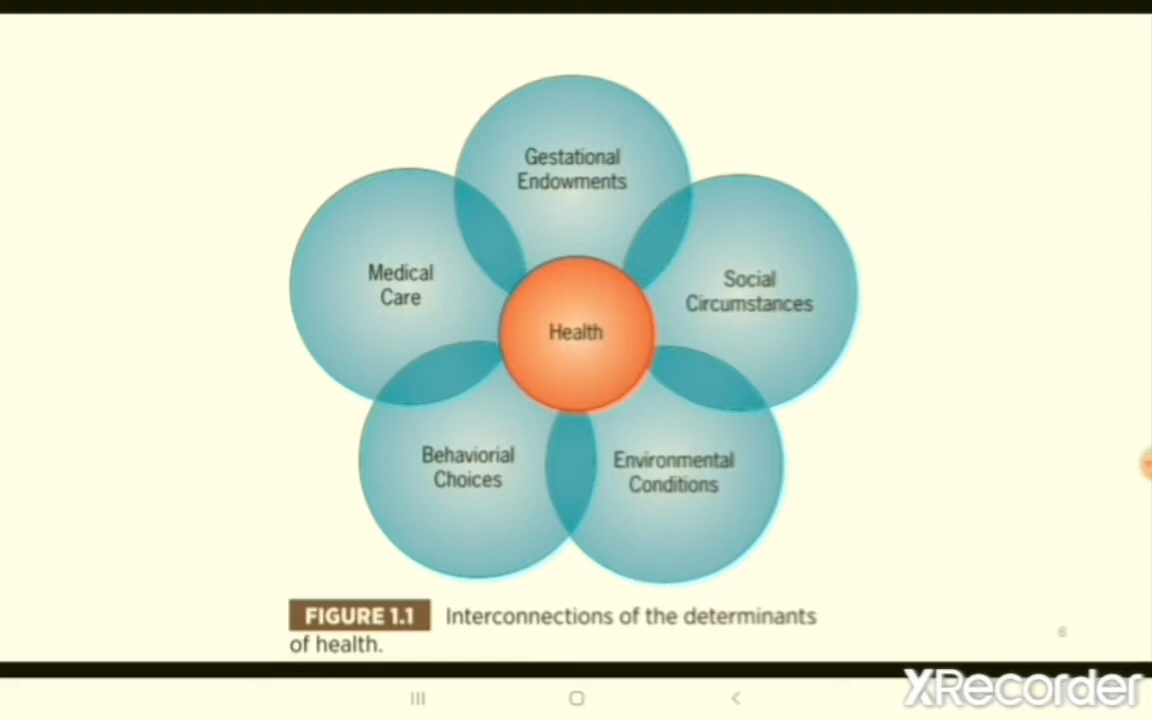 Gestational
Endowments
Medical
Care
Social
Circumstances
Health
Behaviorial
Choices
Environmental
Conditions
FIGURE 1.1 Interconnections of the determinants
of health.
6
XRecorder